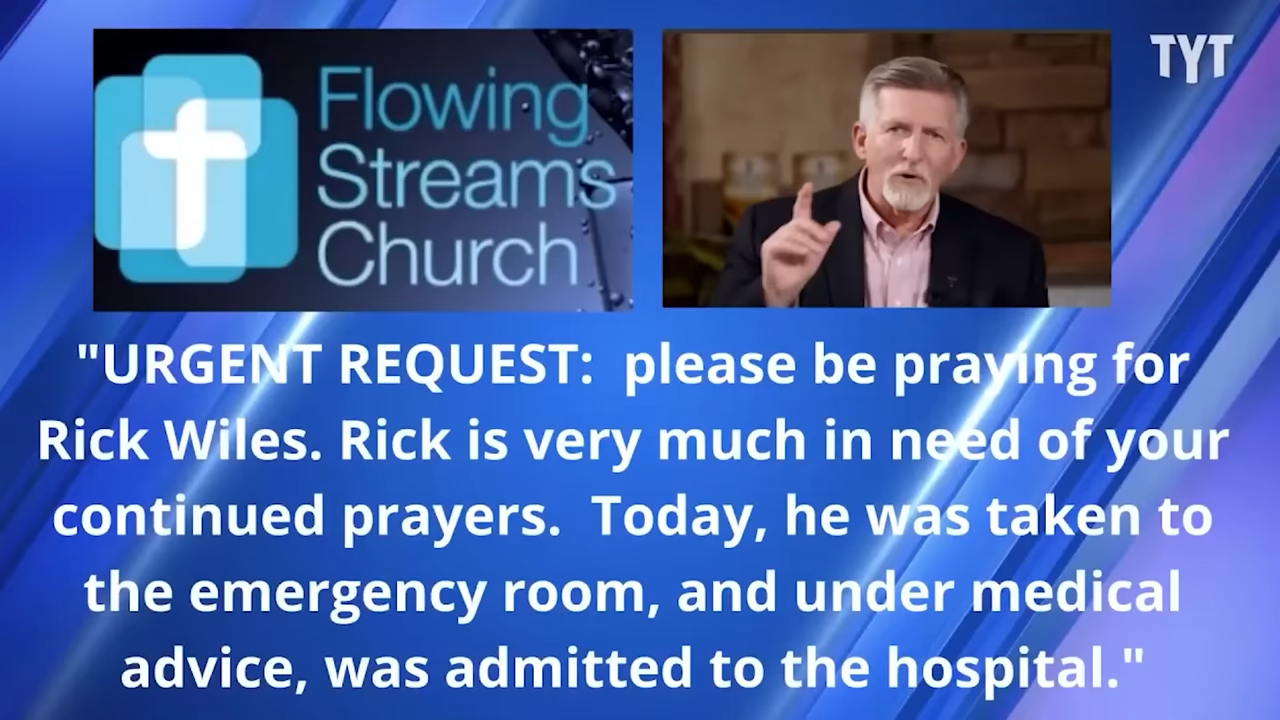 Flowing
Streams
Church
TYT
"URGENT REQUEST: please be praying for
Rick Wiles. Rick is very much in need of your
continued prayers. Today, he was taken to
the emergency room, and under medical
advice, was admitted to the hospital."